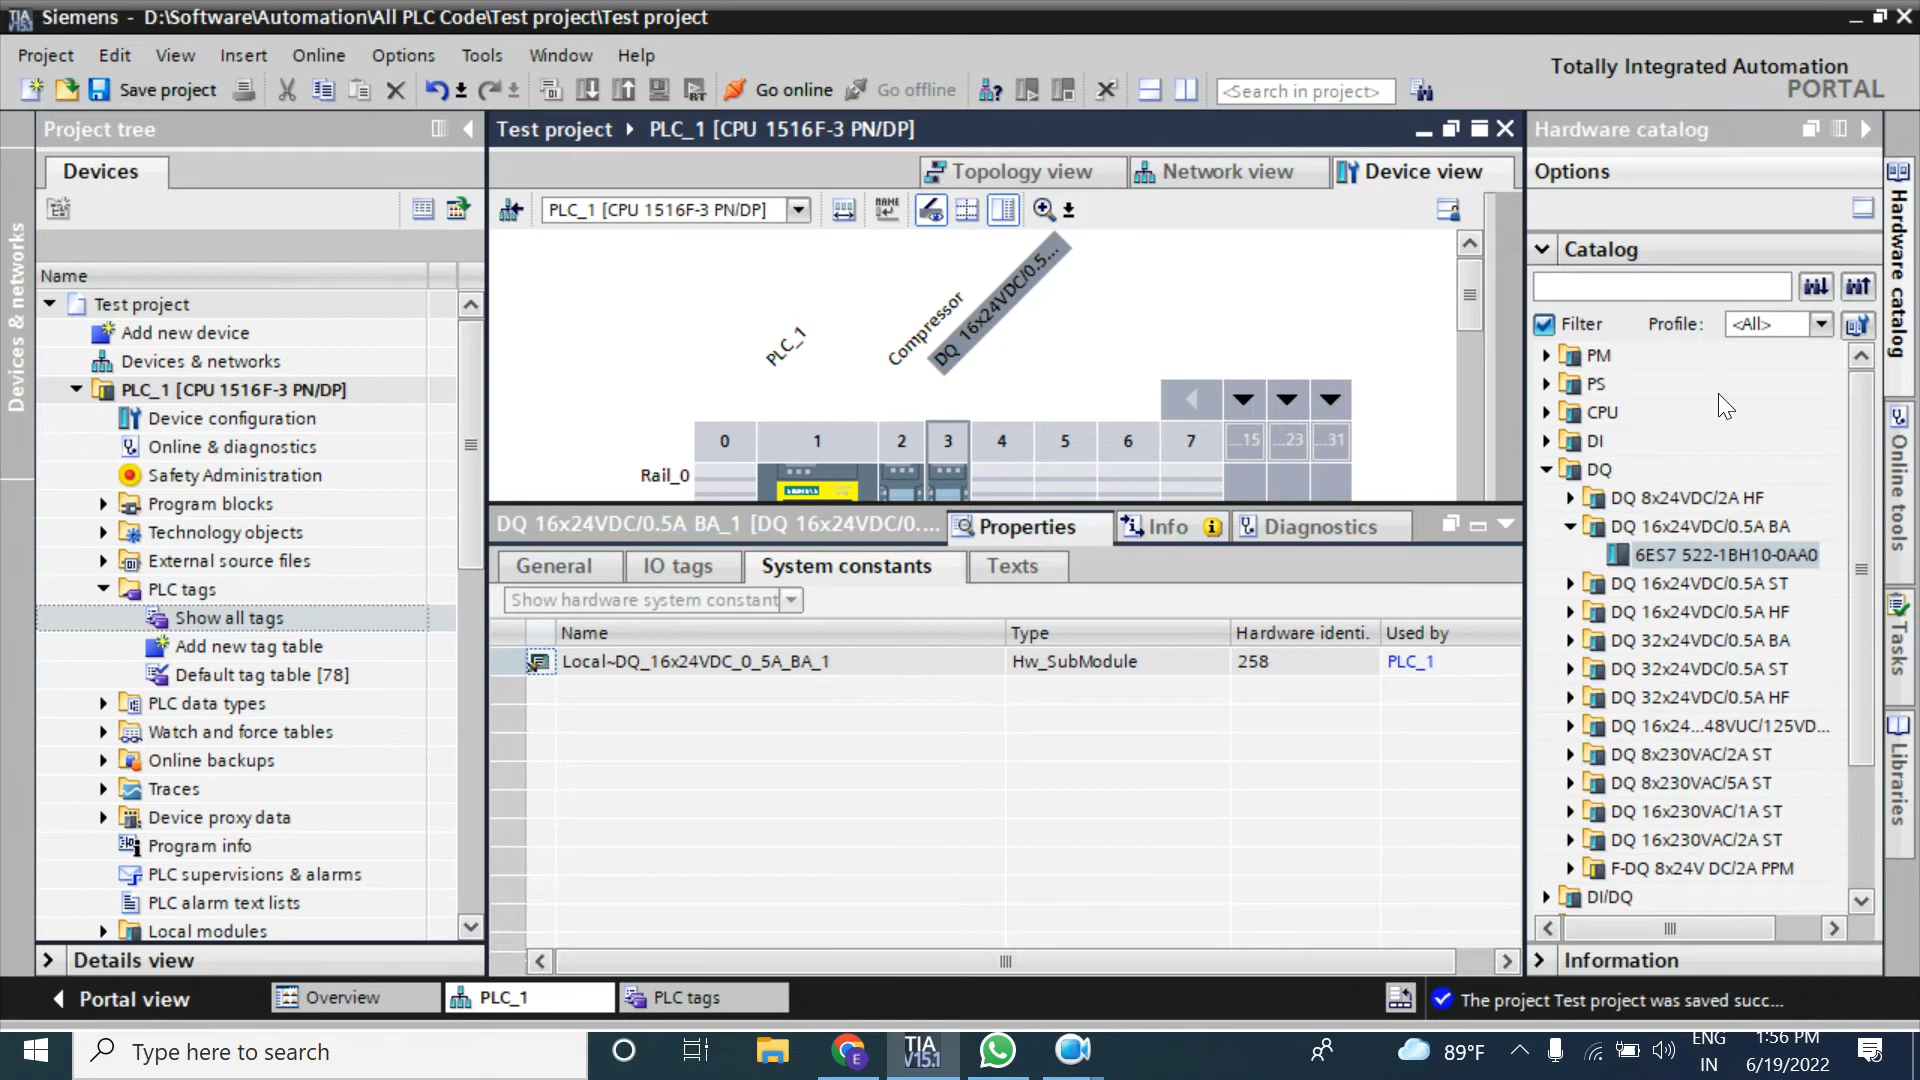 TIA V15.1 Siemens - D:\Software\Automation\All PLC Code\Test project\Test project
Project Edit View Insert Online Options Tools Window Help
Totally Integrated Automation
PORTAL
Save project Go online Go offline <Search in project>
Project tree
Test project PLC_1 [CPU 1516F-3 PN/DP]
Hardware catalog
Devices
Topology view Network view Device view
Options
PLC_1 [CPU 1516F-3 PN/DP]
NAME
Devices & networks
Name
Test project
Add new device
Devices & networks
PLC_1 [CPU 1516F-3 PN/DP]
Device configuration
Online & diagnostics
Safety Administration
Program blocks
Technology objects
External source files
PLC tags
Show all tags
Add new tag table
Default tag table [78]
PLC data types
Watch and force tables
Online backups
Traces
Device proxy data
Program info
PLC supervisions & alarms
PLC alarm text lists
Local modules
Details view
PLC_1
Compressor
DQ 16x24VDC/0.5...
0 1 2 3 4 5 6 7 ...15 ...23 ...31
Rail_0
SIEMENS
DQ 16x24VDC/0.5A BA_1 [DQ 16x24VDC/0....
Properties Info Diagnostics
General IO tags System constants Texts
Show hardware system constant
Name Type Hardware identi. Used by
Local~DQ_16x24VDC_0_5A_BA_1 Hw_SubModule 258 PLC_1
Catalog
Filter Profile: <All>
PM
PS
CPU
DI
DQ
DQ 8x24VDC/2A HF
DQ 16x24VDC/0.5A BA
6ES7 522-1BH10-0AA0
DQ 16x24VDC/0.5A ST
DQ 16x24VDC/0.5A HF
DQ 32x24VDC/0.5A BA
DQ 32x24VDC/0.5A ST
DQ 32x24VDC/0.5A HF
DQ 16x24...48VUC/125VD...
DQ 8x230VAC/2A ST
DQ 8x230VAC/5A ST
DQ 16x230VAC/1A ST
DQ 16x230VAC/2A ST
F-DQ 8x24V DC/2A PPM
DI/DQ
Information
Hardware catalog
Online tools
Tasks
Libraries
Portal view Overview PLC_1 PLC tags
The project Test project was saved succ...
Type here to search
E
TIA
V15.1
89°F
ENG
IN
1:56 PM
6/19/2022